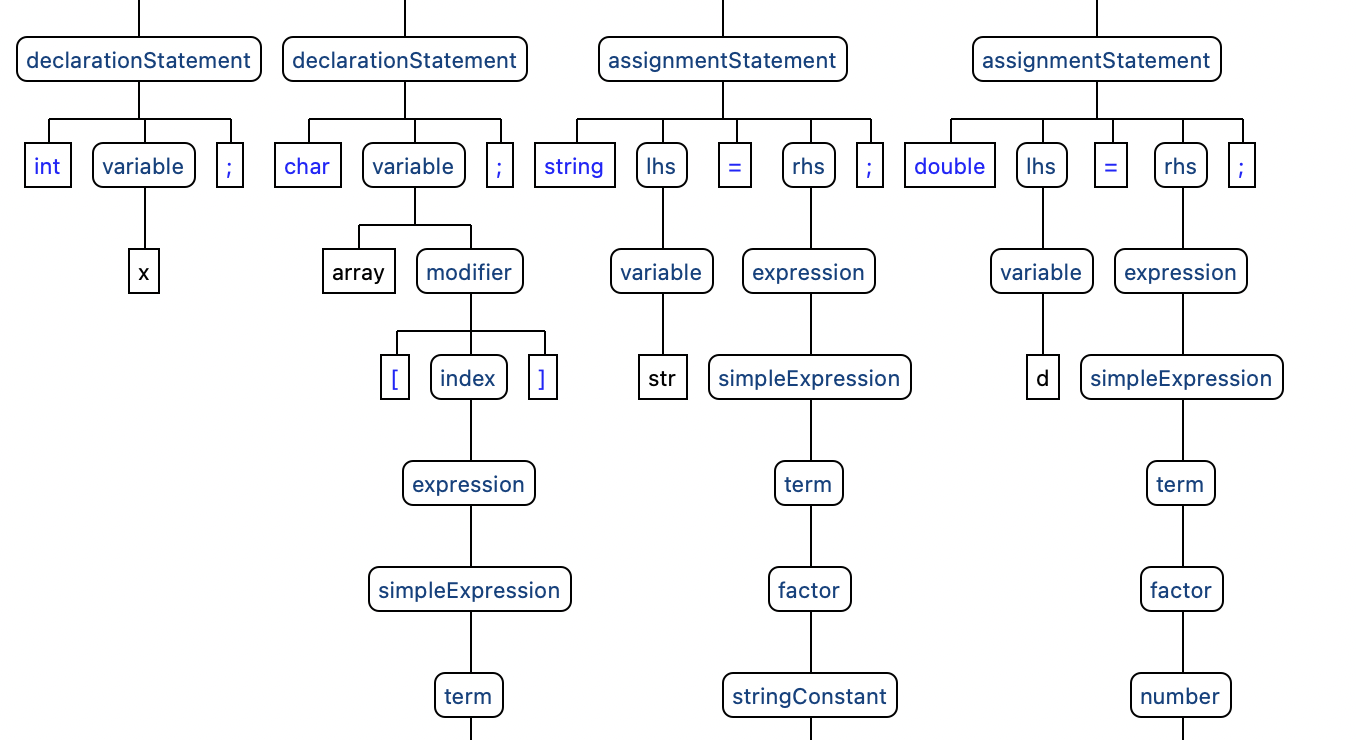 declarationStatement declarationStatement assignmentStatement assignmentStatement
int variable ; char variable ; string lhs = rhs ; double lhs = rhs ;
x array modifier variable expression variable expression
[ index ] str simpleExpression d simpleExpression
expression term term
simpleExpression factor factor
term stringConstant number